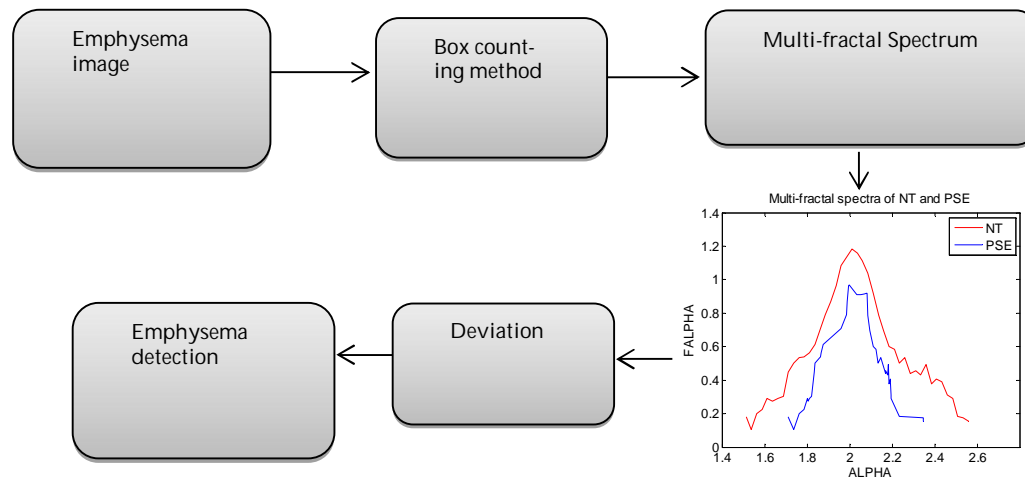 Emphysema
image
Box count-
ing method
Multi-fractal Spectrum
Multi-fractal spectra of NT and PSE
1.4
1.2
1
0.8
0.6
0.4
0.2
0
FALPHA
NT
PSE
1.4 1.6 1.8 2 2.2 2.4 2.6
ALPHA
Deviation
Emphysema
detection